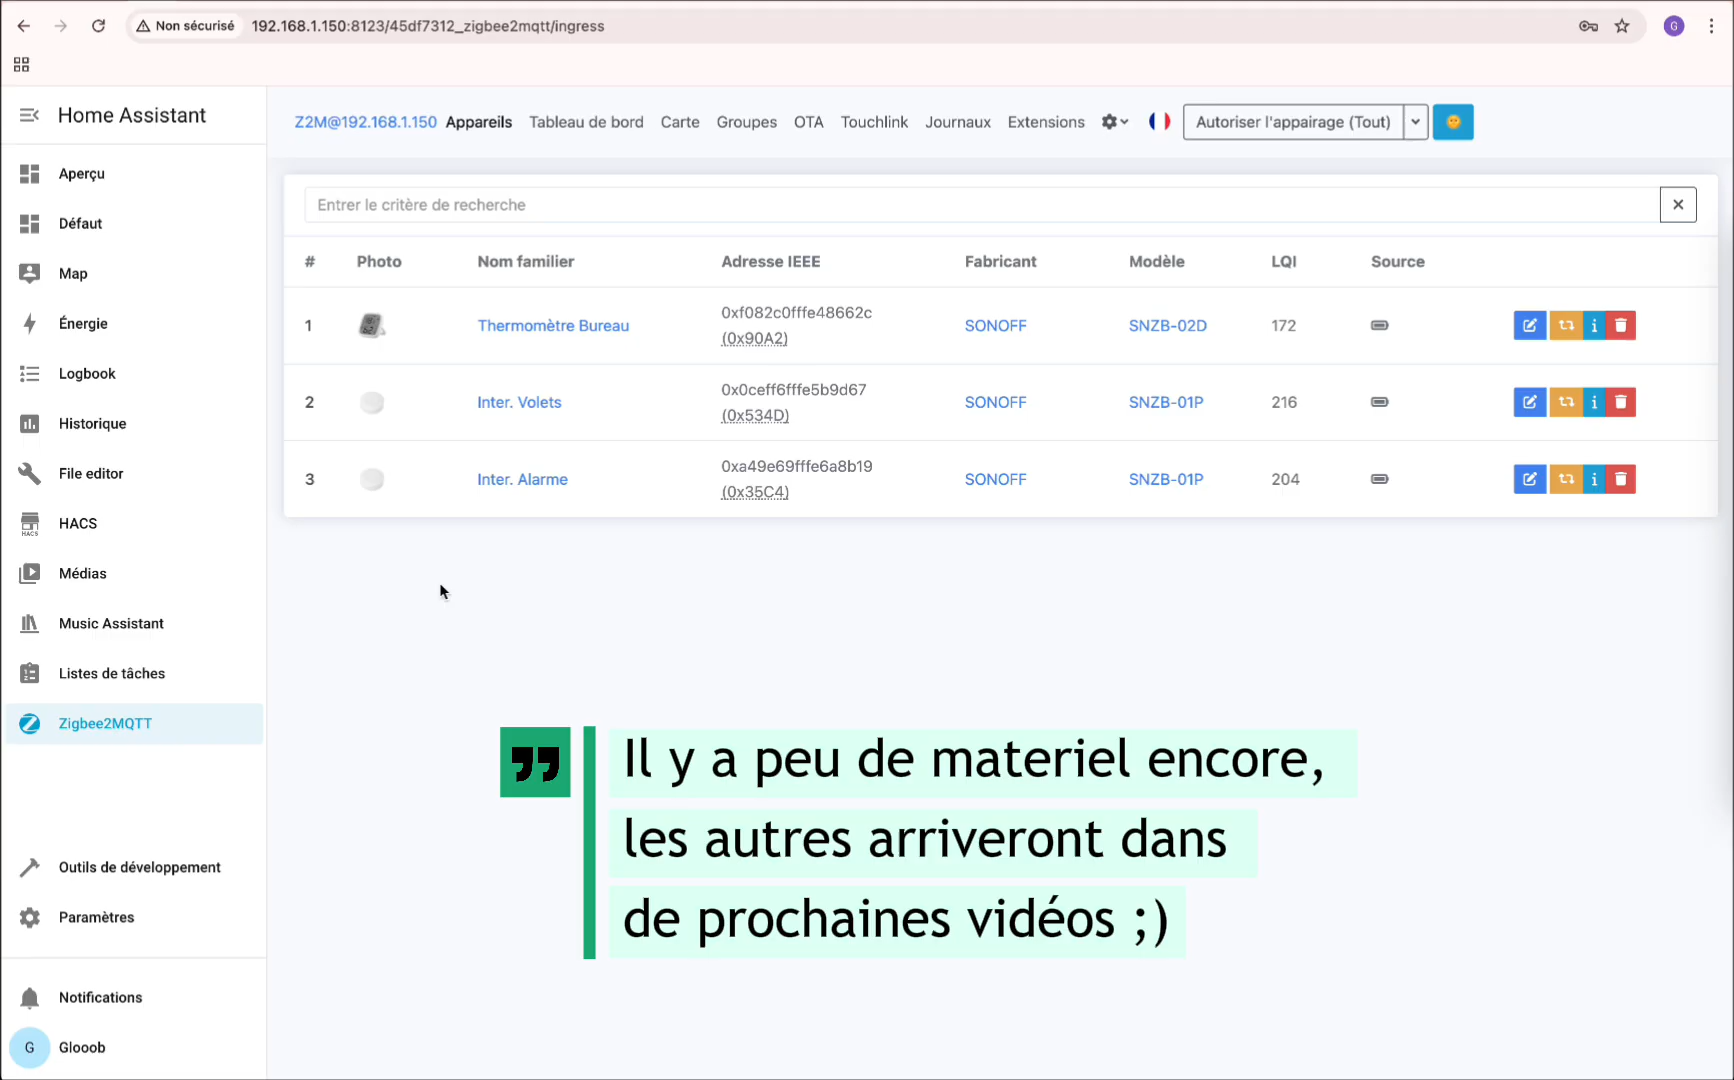 Non sécurisé 192.168.1.150:8123/45df7312_zigbee2mqtt/ingress G
Home Assistant
Aperçu
Défaut
Map
Énergie
Logbook
Historique
File editor
HACS
HACS
Médias
Music Assistant
Listes de tâches
Zigbee2MQTT
Outils de développement
Paramètres
Notifications
G Glooob
Z2M@192.168.1.150 Appareils Tableau de bord Carte Groupes OTA Touchlink Journaux Extensions Autoriser l'appairage (Tout)
Entrer le critère de recherche
# Photo Nom familier Adresse IEEE Fabricant Modèle LQI Source
1 Thermomètre Bureau 0xf082c0fffe48662c (0x90A2) SONOFF SNZB-02D 172
2 Inter. Volets 0x0ceff6fffe5b9d67 (0x534D) SONOFF SNZB-01P 216
3 Inter. Alarme 0xa49e69fffe6a8b19 (0x35C4) SONOFF SNZB-01P 204
Il y a peu de materiel encore,
les autres arriveront dans
de prochaines vidéos ;)